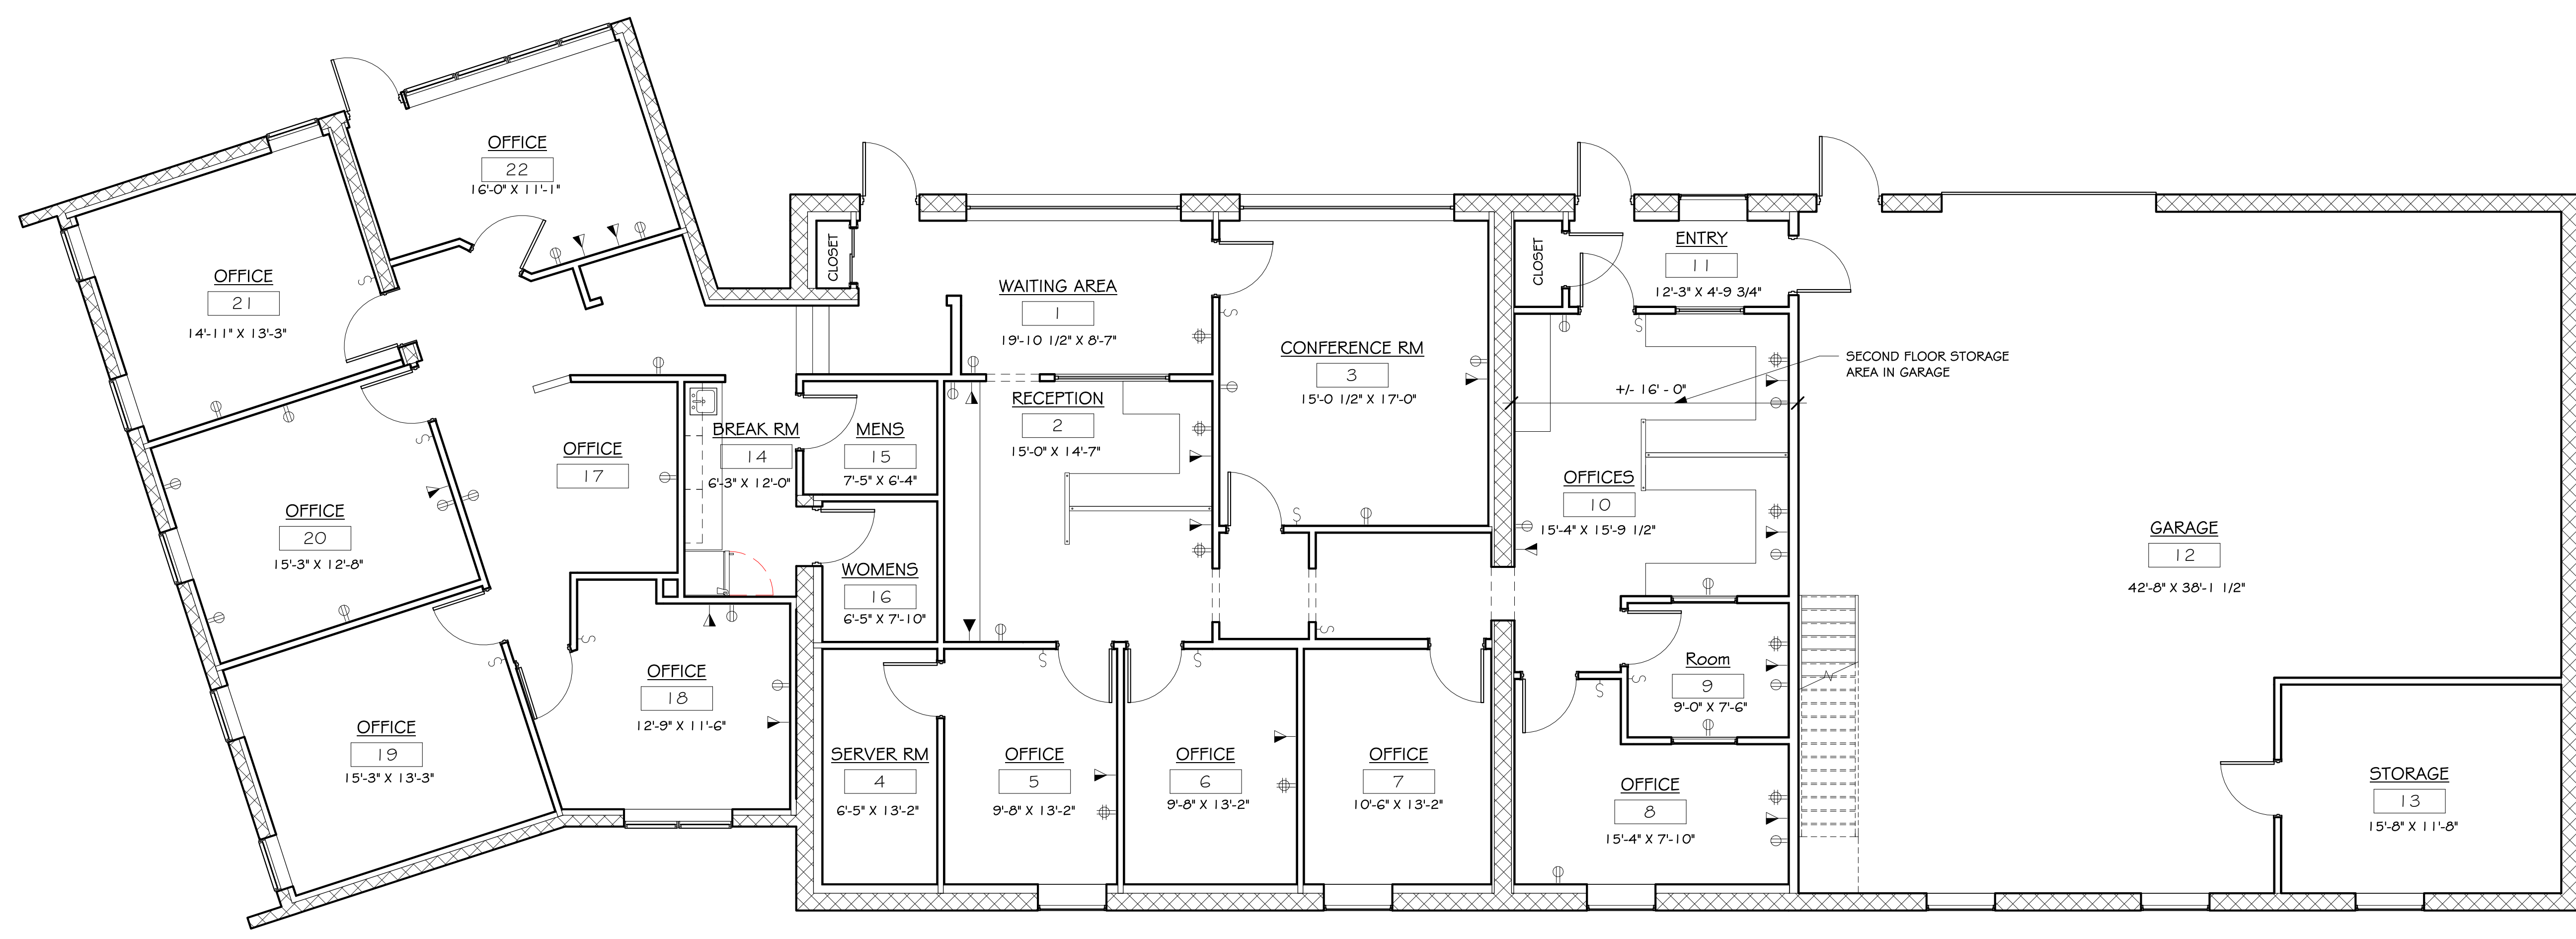 OFFICE
22
16'-0" X 11'-1"
OFFICE
21
14'-11" X 13'-3"
OFFICE
20
15'-3" X 12'-8"
OFFICE
19
15'-3" X 13'-3"
OFFICE
17
OFFICE
18
12'-9" X 11'-6"
BREAK RM
14
6'-3" X 12'-0"
MENS
15
7'-5" X 6'-4"
WOMENS
16
6'-5" X 7'-10"
CLOSET
WAITING AREA
1
19'-10 1/2" X 8'-7"
RECEPTION
2
15'-0" X 14'-7"
CONFERENCE RM
3
15'-0 1/2" X 17'-0"
SERVER RM
4
6'-5" X 13'-2"
OFFICE
5
9'-8" X 13'-2"
OFFICE
6
9'-8" X 13'-2"
OFFICE
7
10'-6" X 13'-2"
CLOSET
ENTRY
11
12'-3" X 4'-9 3/4"
SECOND FLOOR STORAGE
AREA IN GARAGE
+/- 16' - 0"
OFFICES
10
15'-4" X 15'-9 1/2"
Room
9
9'-0" X 7'-6"
OFFICE
8
15'-4" X 7'-10"
GARAGE
12
42'-8" X 38'-1 1/2"
STORAGE
13
15'-8" X 11'-8"